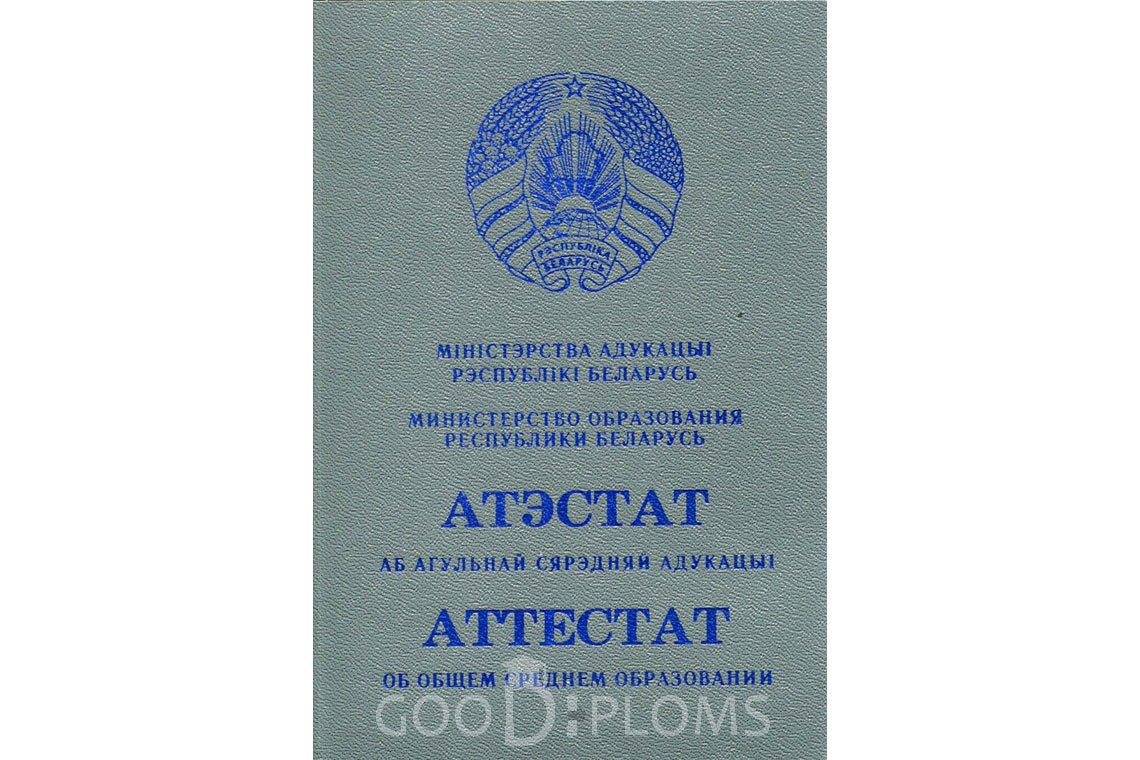 РЭСПУБЛІКА
БЕЛАРУСЬ
МІНІСТЭРСТВА АДУКАЦЫІ
РЭСПУБЛІКІ БЕЛАРУСЬ
МИНИСТЕРСТВО ОБРАЗОВАНИЯ
РЕСПУБЛИКИ БЕЛАРУСЬ
АТЭСТАТ
АБ АГУЛЬНАЙ СЯРЭДНЯЙ АДУКАЦЫІ
АТТЕСТАТ
ОБ ОБЩЕМ СРЕДНЕМ ОБРАЗОВАНИИ
GOOD:PLOMS